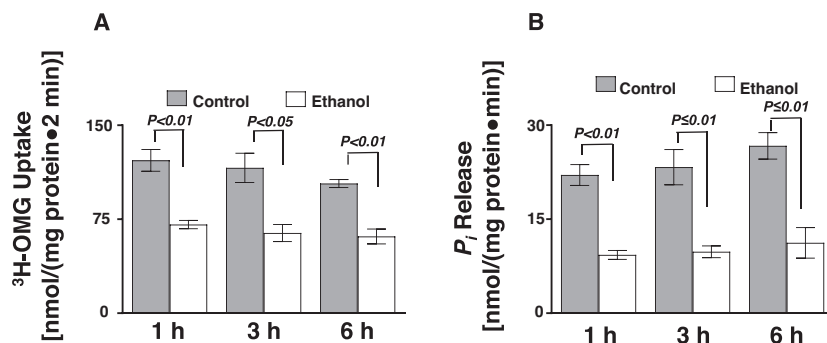 A
³H-OMG Uptake
[nmol/(mg protein●2 min)]
Control
Ethanol
150
75
0
P<0.01
P<0.05
P<0.01
1 h
3 h
6 h
B
Pi Release
[nmol/(mg protein●min)]
Control
Ethanol
30
15
0
P<0.01
P≤0.01
P≤0.01
1 h
3 h
6 h